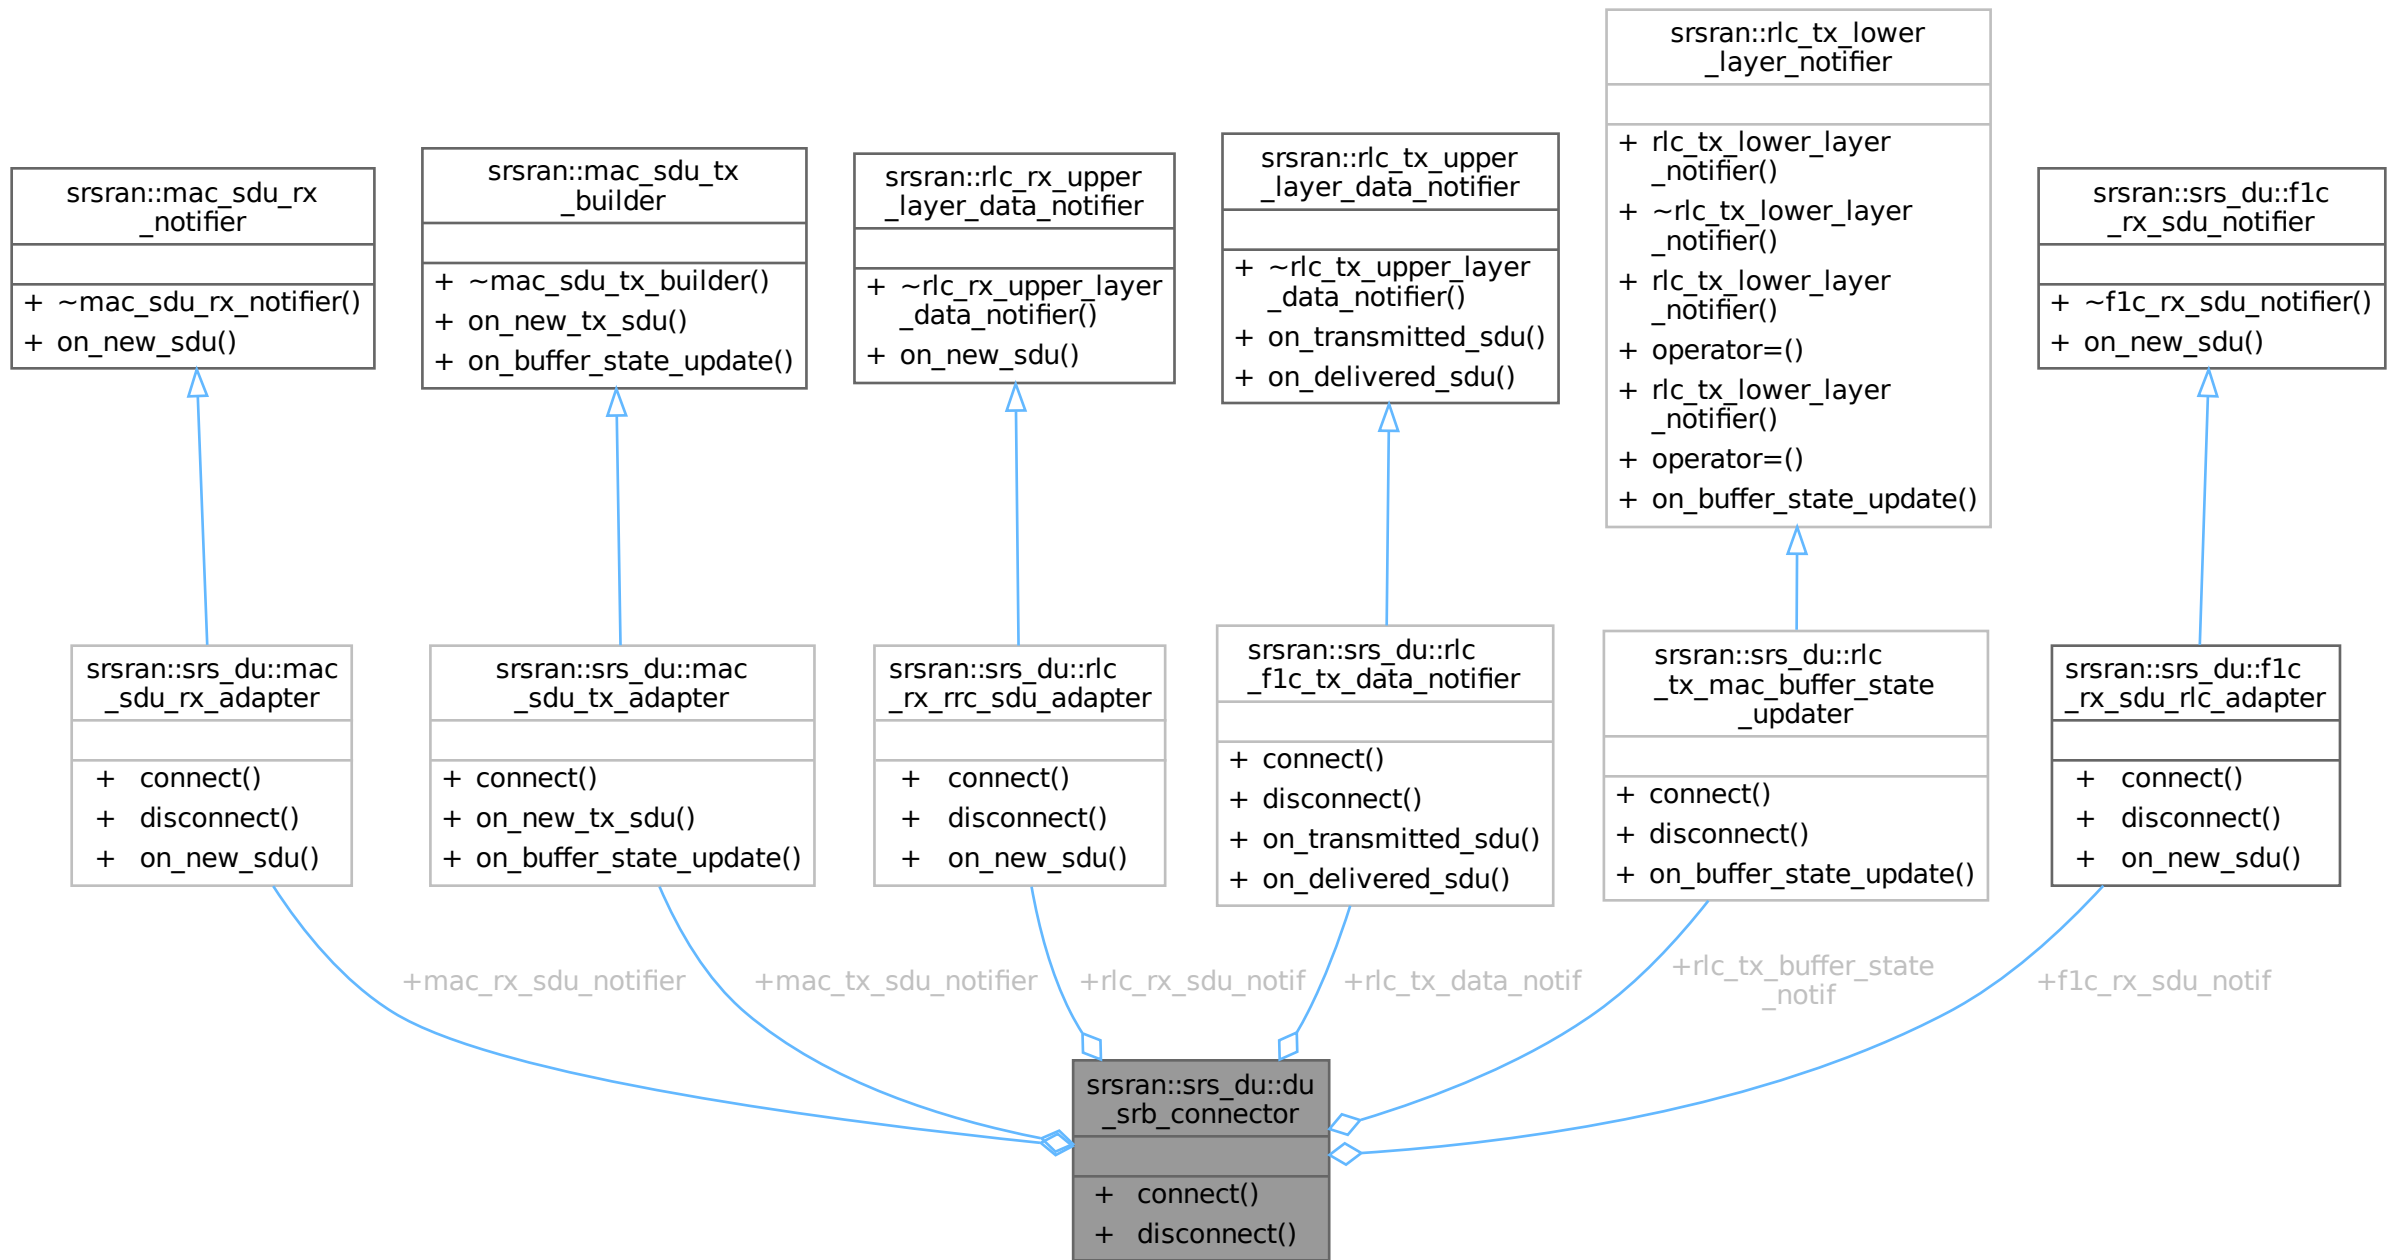 srsran::rlc_tx_lower
_layer_notifier
+ rlc_tx_lower_layer
_notifier()
+ ~rlc_tx_lower_layer
_notifier()
+ rlc_tx_lower_layer
_notifier()
+ operator=()
+ rlc_tx_lower_layer
_notifier()
+ operator=()
+ on_buffer_state_update()
srsran::mac_sdu_rx
_notifier
+ ~mac_sdu_rx_notifier()
+ on_new_sdu()
srsran::mac_sdu_tx
_builder
+ ~mac_sdu_tx_builder()
+ on_new_tx_sdu()
+ on_buffer_state_update()
srsran::rlc_rx_upper
_layer_data_notifier
+ ~rlc_rx_upper_layer
_data_notifier()
+ on_new_sdu()
srsran::rlc_tx_upper
_layer_data_notifier
+ ~rlc_tx_upper_layer
_data_notifier()
+ on_transmitted_sdu()
+ on_delivered_sdu()
srsran::srs_du::f1c
_rx_sdu_notifier
+ ~f1c_rx_sdu_notifier()
+ on_new_sdu()
srsran::srs_du::mac
_sdu_rx_adapter
+ connect()
+ disconnect()
+ on_new_sdu()
srsran::srs_du::mac
_sdu_tx_adapter
+ connect()
+ on_new_tx_sdu()
+ on_buffer_state_update()
srsran::srs_du::rlc
_rx_rrc_sdu_adapter
+ connect()
+ disconnect()
+ on_new_sdu()
srsran::srs_du::rlc
_f1c_tx_data_notifier
+ connect()
+ disconnect()
+ on_transmitted_sdu()
+ on_delivered_sdu()
srsran::srs_du::rlc
_tx_mac_buffer_state
_updater
+ connect()
+ disconnect()
+ on_buffer_state_update()
srsran::srs_du::f1c
_rx_sdu_rlc_adapter
+ connect()
+ disconnect()
+ on_new_sdu()
+mac_rx_sdu_notifier
+mac_tx_sdu_notifier
+rlc_rx_sdu_notif
+rlc_tx_data_notif
+rlc_tx_buffer_state
_notif
+f1c_rx_sdu_notif
srsran::srs_du::du
_srb_connector
+ connect()
+ disconnect()